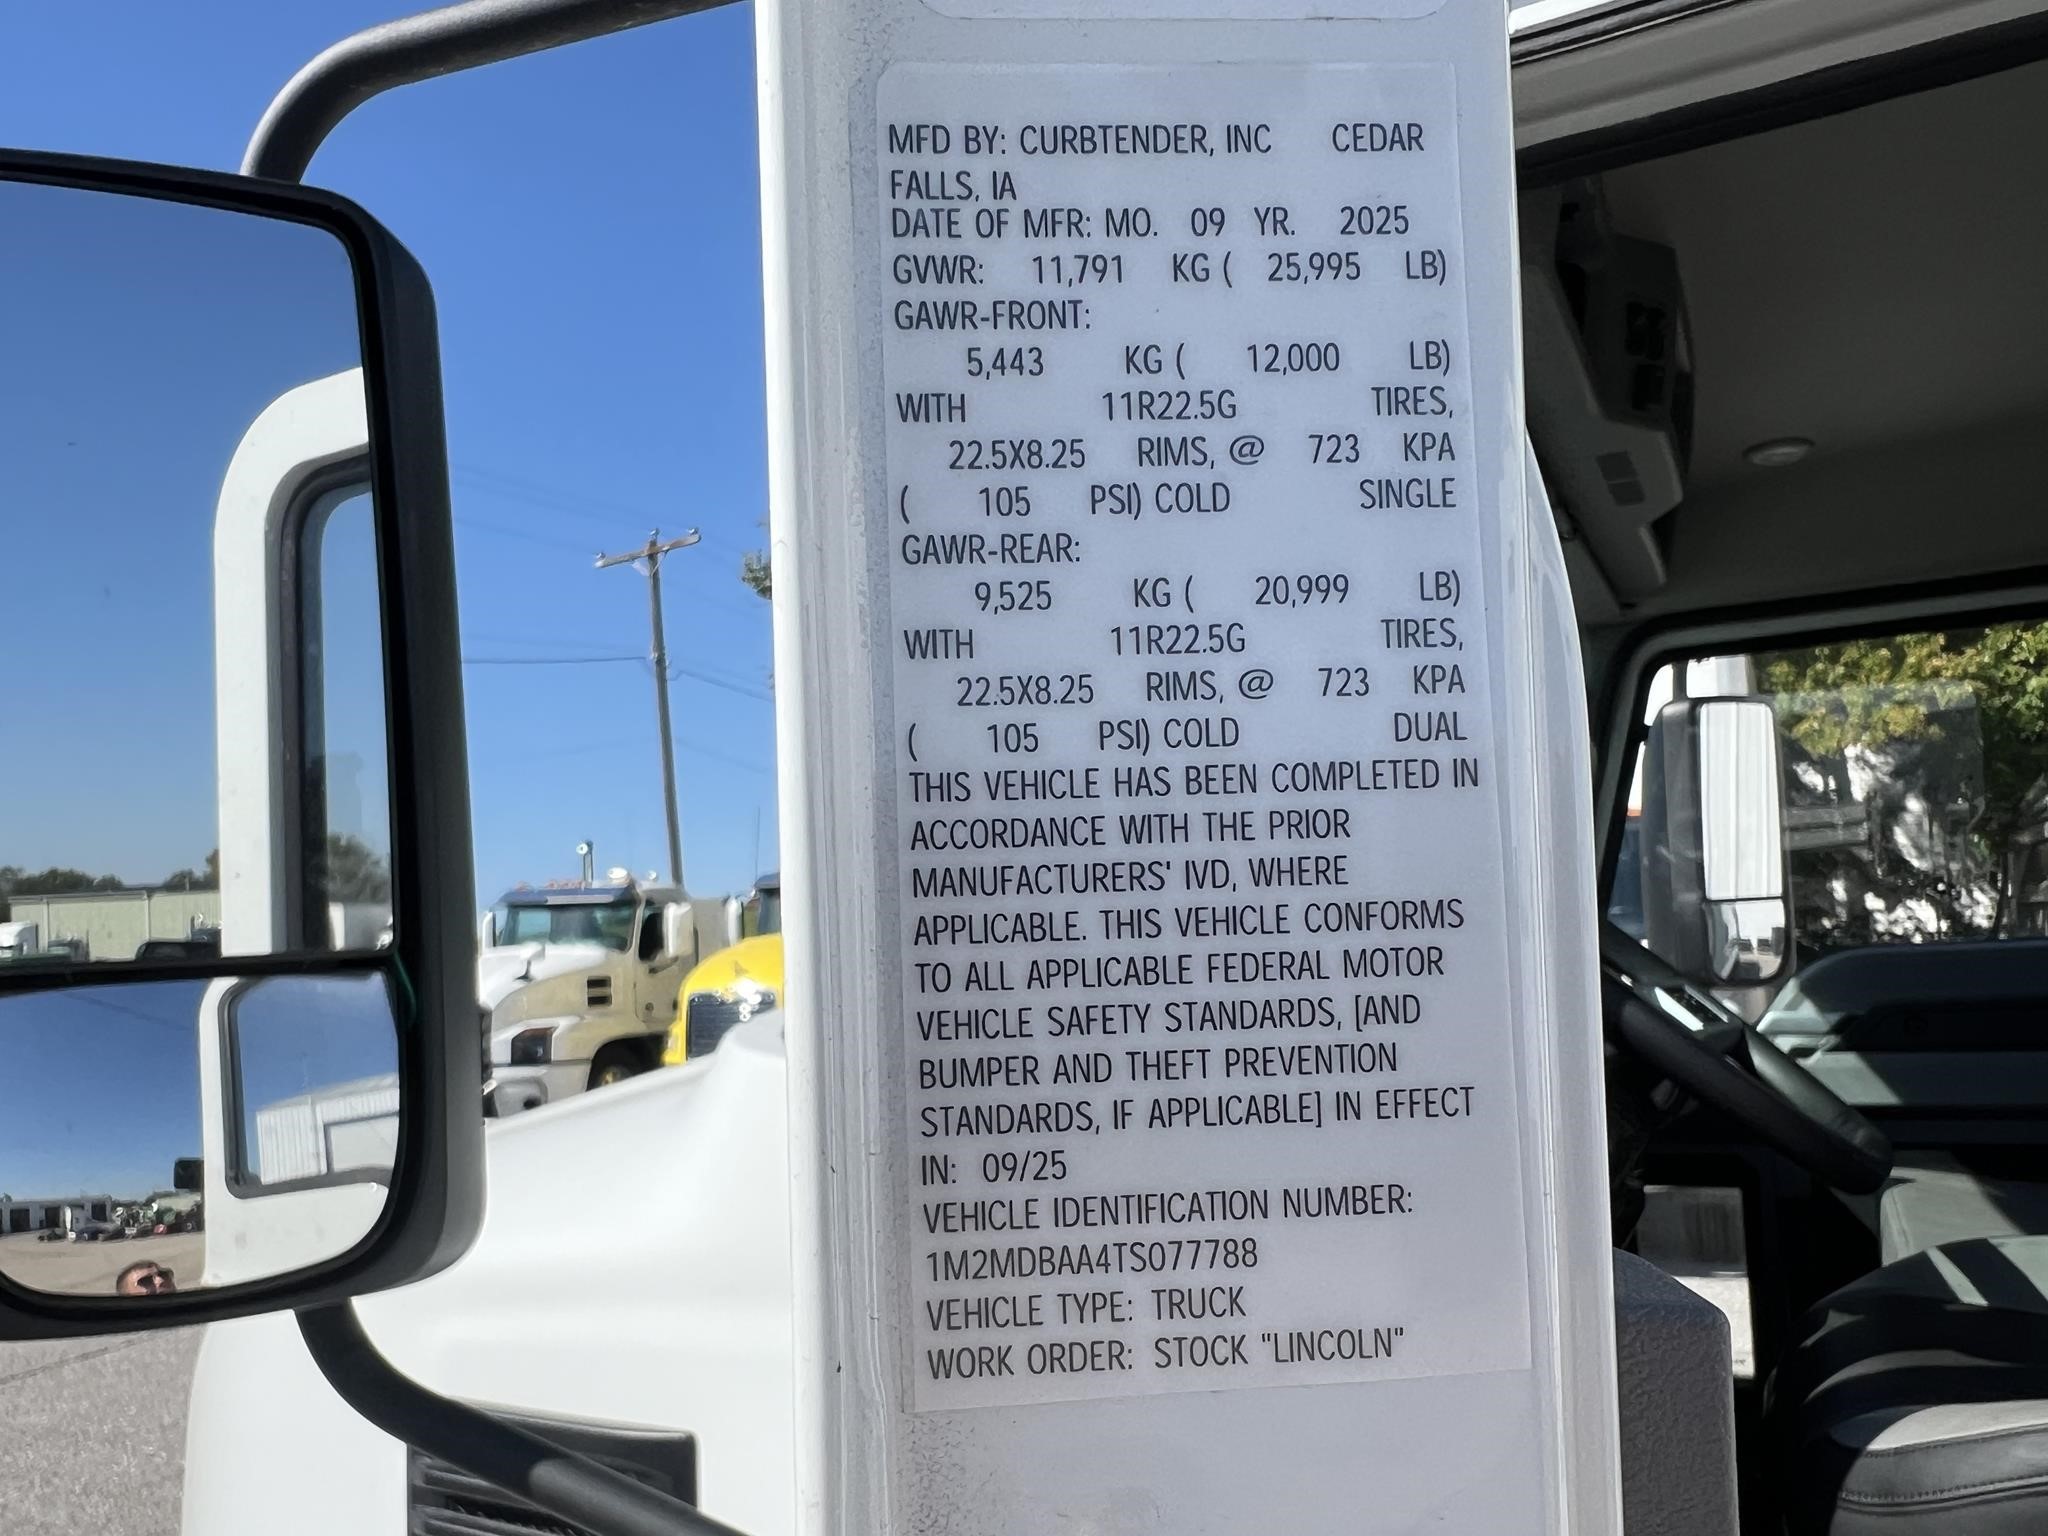 MFD BY: CURBTENDER, INC CEDAR
FALLS, IA
DATE OF MFR: MO. 09 YR. 2025
GVWR: 11,791 KG ( 25,995 LB)
GAWR-FRONT:
5,443 KG ( 12,000 LB)
WITH 11R22.5G TIRES,
22.5X8.25 RIMS, @ 723 KPA
( 105 PSI) COLD SINGLE
GAWR-REAR:
9,525 KG ( 20,999 LB)
WITH 11R22.5G TIRES,
22.5X8.25 RIMS, @ 723 KPA
( 105 PSI) COLD DUAL
THIS VEHICLE HAS BEEN COMPLETED IN
ACCORDANCE WITH THE PRIOR
MANUFACTURERS' IVD, WHERE
APPLICABLE. THIS VEHICLE CONFORMS
TO ALL APPLICABLE FEDERAL MOTOR
VEHICLE SAFETY STANDARDS, [AND
BUMPER AND THEFT PREVENTION
STANDARDS, IF APPLICABLE] IN EFFECT
IN: 09/25
VEHICLE IDENTIFICATION NUMBER:
1M2MDBAA4TS077788
VEHICLE TYPE: TRUCK
WORK ORDER: STOCK "LINCOLN"